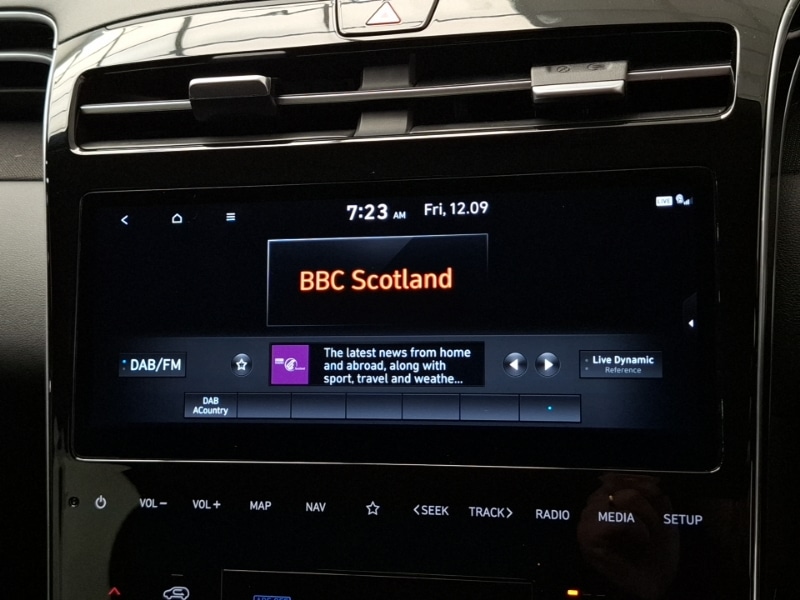 7:23 AM Fri, 12.09
LIVE
BBC Scotland
DAB/FM
The latest news from home
and abroad, along with
sport, travel and weathe...
Live Dynamic
Reference
DAB
ACountry
VOL− VOL+ MAP NAV <SEEK TRACK> RADIO MEDIA SETUP